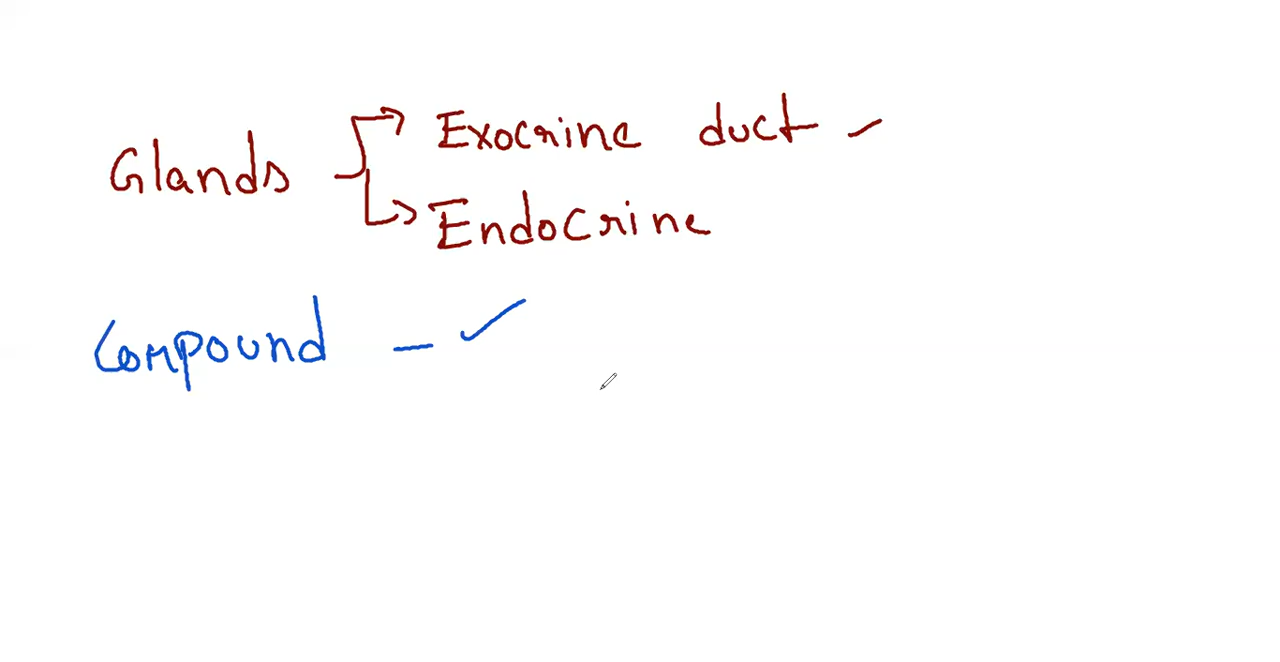 Glands → Exocrine duct –
→ Endocrine
Compound – ✓